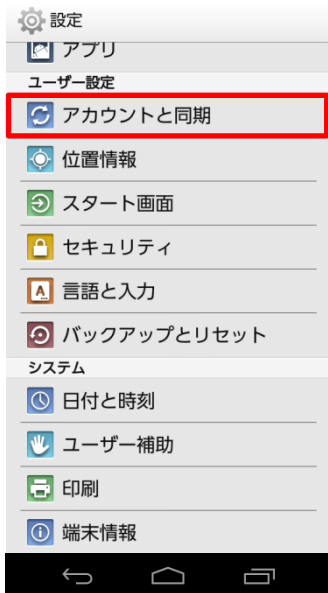 設定
アプリ
ユーザー設定
アカウントと同期
位置情報
スタート画面
セキュリティ
言語と入力
バックアップとリセット
システム
日付と時刻
ユーザー補助
印刷
端末情報